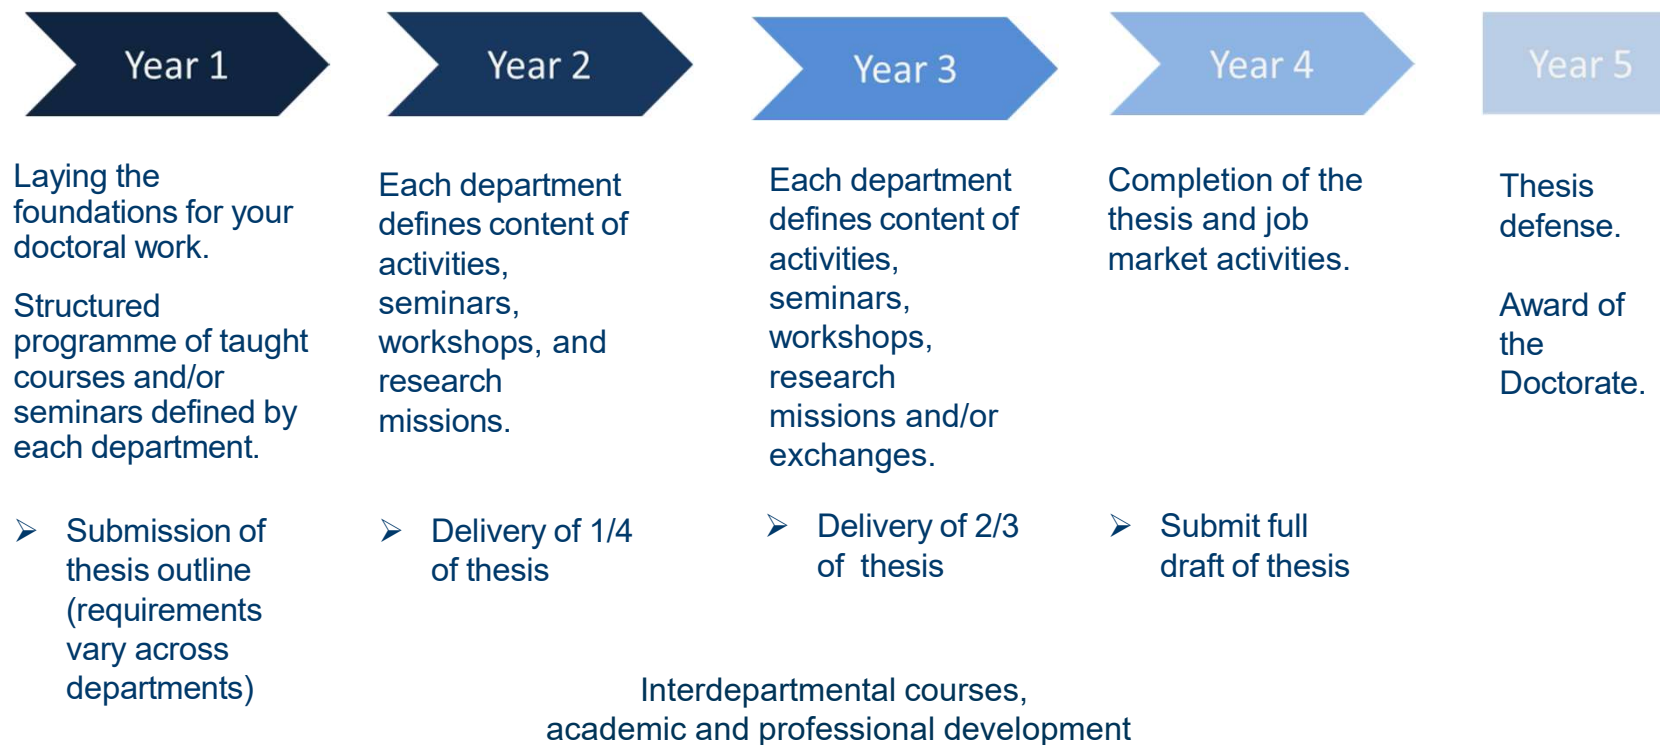 Year 1
Year 2
Year 3
Year 4
Year 5
Laying the
foundations for your
doctoral work.
Structured
programme of taught
courses and/or
seminars defined by
each department.
➢ Submission of
thesis outline
(requirements
vary across
departments)
Each department
defines content of
activities,
seminars,
workshops, and
research
missions.
➢ Delivery of 1/4
of thesis
Each department
defines content of
activities,
seminars,
workshops,
research
missions and/or
exchanges.
➢ Delivery of 2/3
of thesis
Completion of the
thesis and job
market activities.
➢ Submit full
draft of thesis
Thesis
defense.
Award of
the
Doctorate.
Interdepartmental courses,
academic and professional development